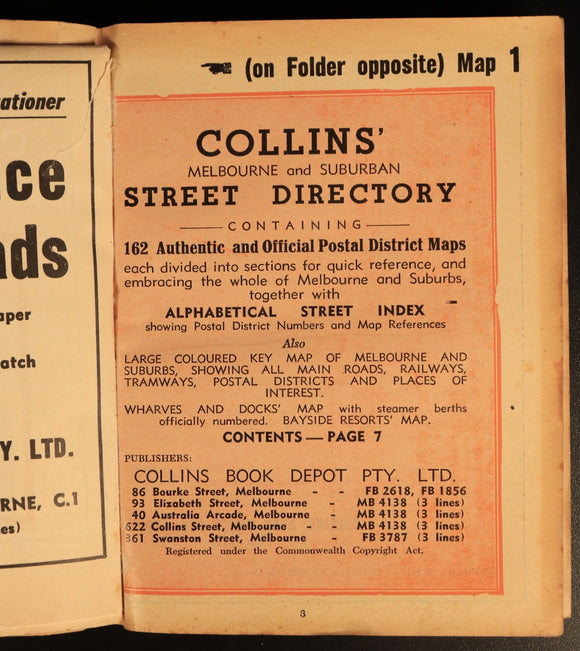 ationer
ce
ds
aper
atch
Y. LTD.
RNE, C.1
es)
(on Folder opposite) Map 1
COLLINS'
MELBOURNE and SUBURBAN
STREET DIRECTORY
CONTAINING
162 Authentic and Official Postal District Maps
each divided into sections for quick reference, and
embracing the whole of Melbourne and Suburbs,
together with
ALPHABETICAL STREET INDEX
showing Postal District Numbers and Map References
Also
LARGE COLOURED KEY MAP OF MELBOURNE AND
SUBURBS, SHOWING ALL MAIN ROADS, RAILWAYS,
TRAMWAYS, POSTAL DISTRICTS AND PLACES OF
INTEREST.
WHARVES AND DOCKS' MAP with steamer berths
officially numbered. BAYSIDE RESORTS' MAP.
CONTENTS — PAGE 7
PUBLISHERS:
COLLINS BOOK DEPOT PTY. LTD.
86 Bourke Street, Melbourne - - FB 2618, FB 1856
93 Elizabeth Street, Melbourne - MB 4138 (3 lines)
40 Australia Arcade, Melbourne - MB 4138 (3 lines)
622 Collins Street, Melbourne - - MB 4138 (3 lines)
361 Swanston Street, Melbourne - FB 3787 (3 lines)
Registered under the Commonwealth Copyright Act.
3